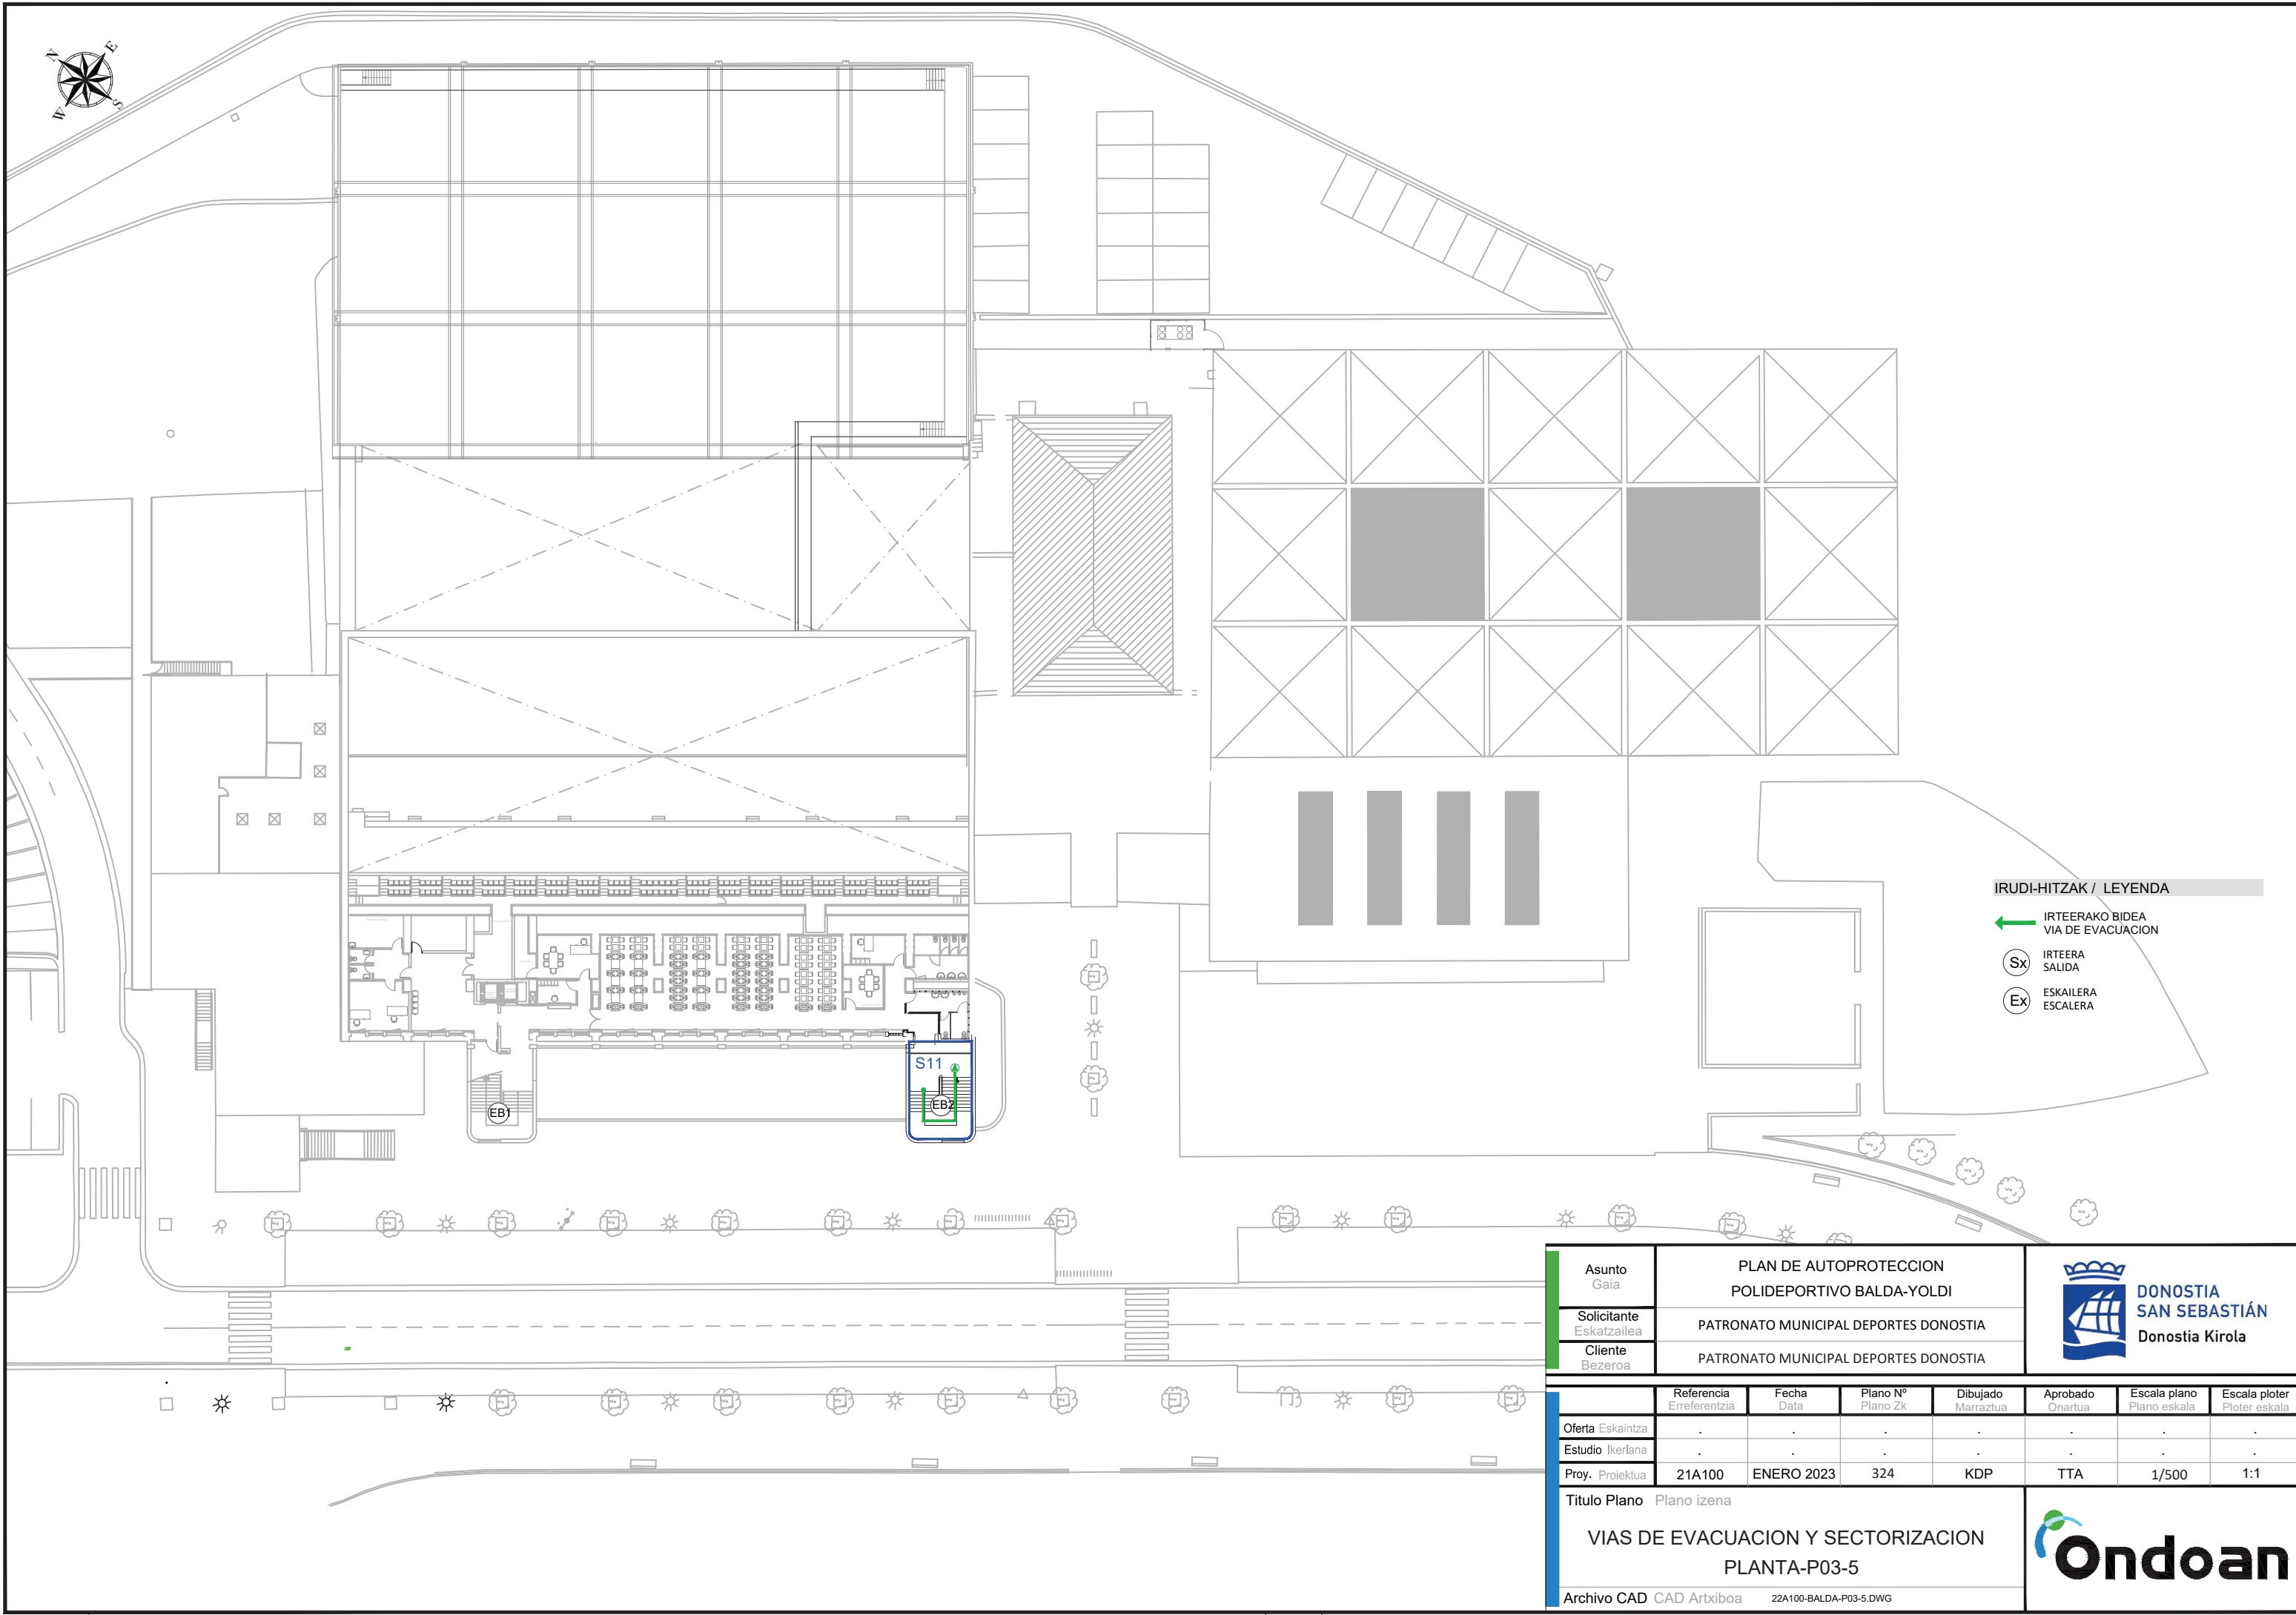 N
E
W
S
IRUDI-HITZAK / LEYENDA
IRTEERAKO BIDEA
VIA DE EVACUACION
Sx
IRTEERA
SALIDA
Ex
ESKAILERA
ESCALERA
S11
EB1
EB2
Asunto
Gaia
PLAN DE AUTOPROTECCION
POLIDEPORTIVO BALDA-YOLDI
Solicitante
Eskatzailea
PATRONATO MUNICIPAL DEPORTES DONOSTIA
Cliente
Bezeroa
PATRONATO MUNICIPAL DEPORTES DONOSTIA
DONOSTIA
SAN SEBASTIÁN
Donostia Kirola
Referencia Fecha Plano Nº Dibujado Aprobado Escala plano Escala ploter
Erreferentzia Data Plano Zk Marraztua Onartua Plano eskala Ploter eskala
Oferta Eskaintza . . . . . . .
Estudio Ikerlana . . . . . . .
Proy. Proiektua 21A100 ENERO 2023 324 KDP TTA 1/500 1:1
Titulo Plano Plano izena
VIAS DE EVACUACION Y SECTORIZACION
PLANTA-P03-5
Archivo CAD CAD Artxiboa 22A100-BALDA-P03-5.DWG
Ondoan